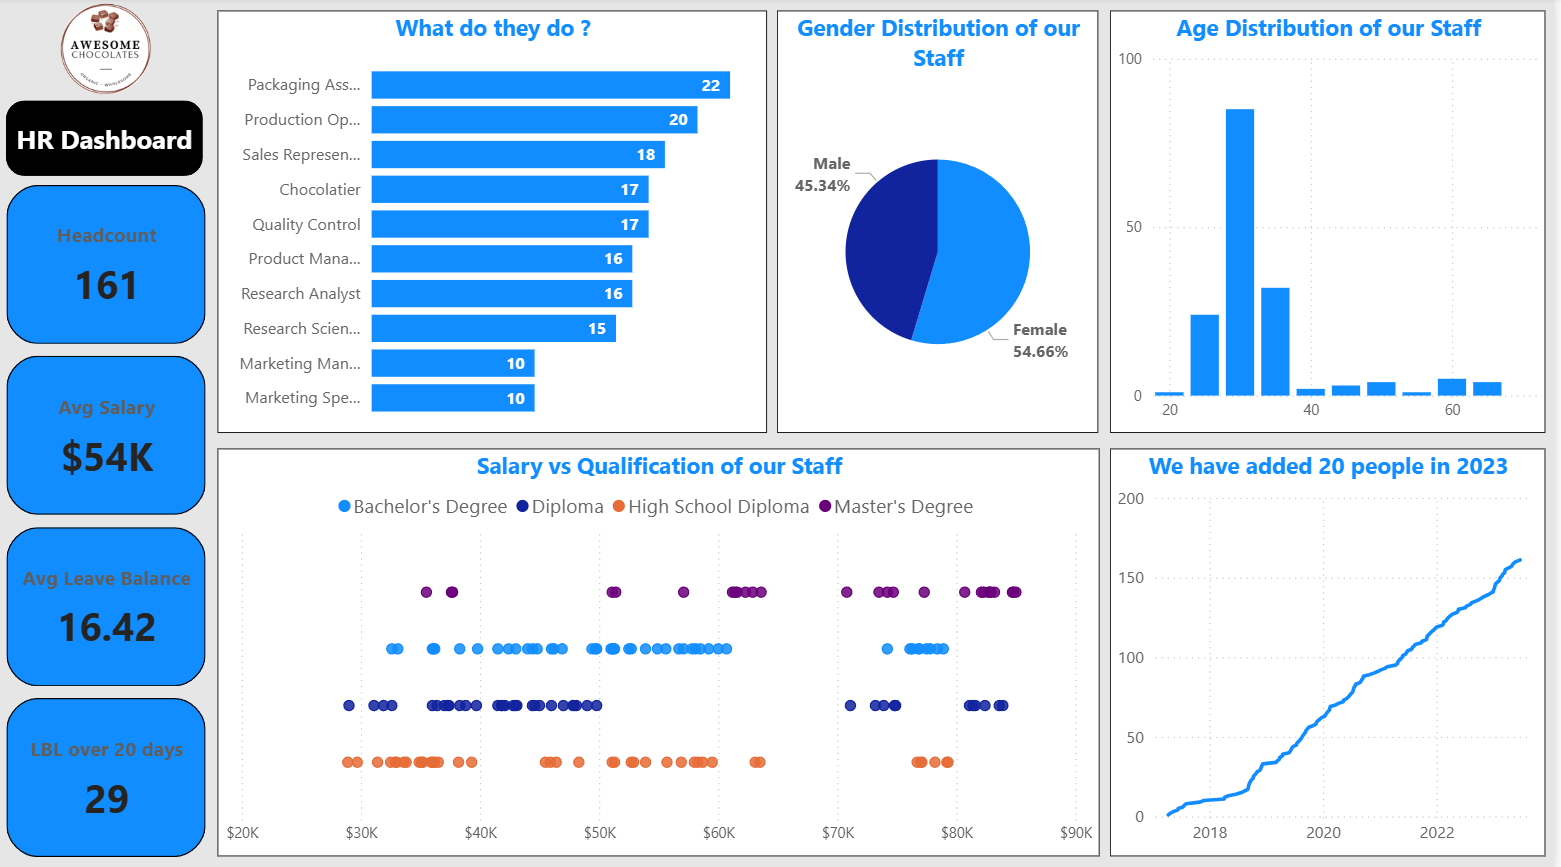 AWESOME
CHOCOLATES
ORGANIC - WHOLESOME
HR Dashboard
Headcount
161
Avg Salary
$54K
Avg Leave Balance
16.42
LBL over 20 days
29
What do they do ?
Packaging Ass... 22
Production Op... 20
Sales Represen... 18
Chocolatier 17
Quality Control 17
Product Mana... 16
Research Analyst 16
Research Scien... 15
Marketing Man... 10
Marketing Spe... 10
Gender Distribution of our
Staff
Male
45.34%
Female
54.66%
Age Distribution of our Staff
100
50
0
20 40 60
Salary vs Qualification of our Staff
Bachelor's Degree Diploma High School Diploma Master's Degree
$20K $30K $40K $50K $60K $70K $80K $90K
We have added 20 people in 2023
200
150
100
50
0
2018 2020 2022